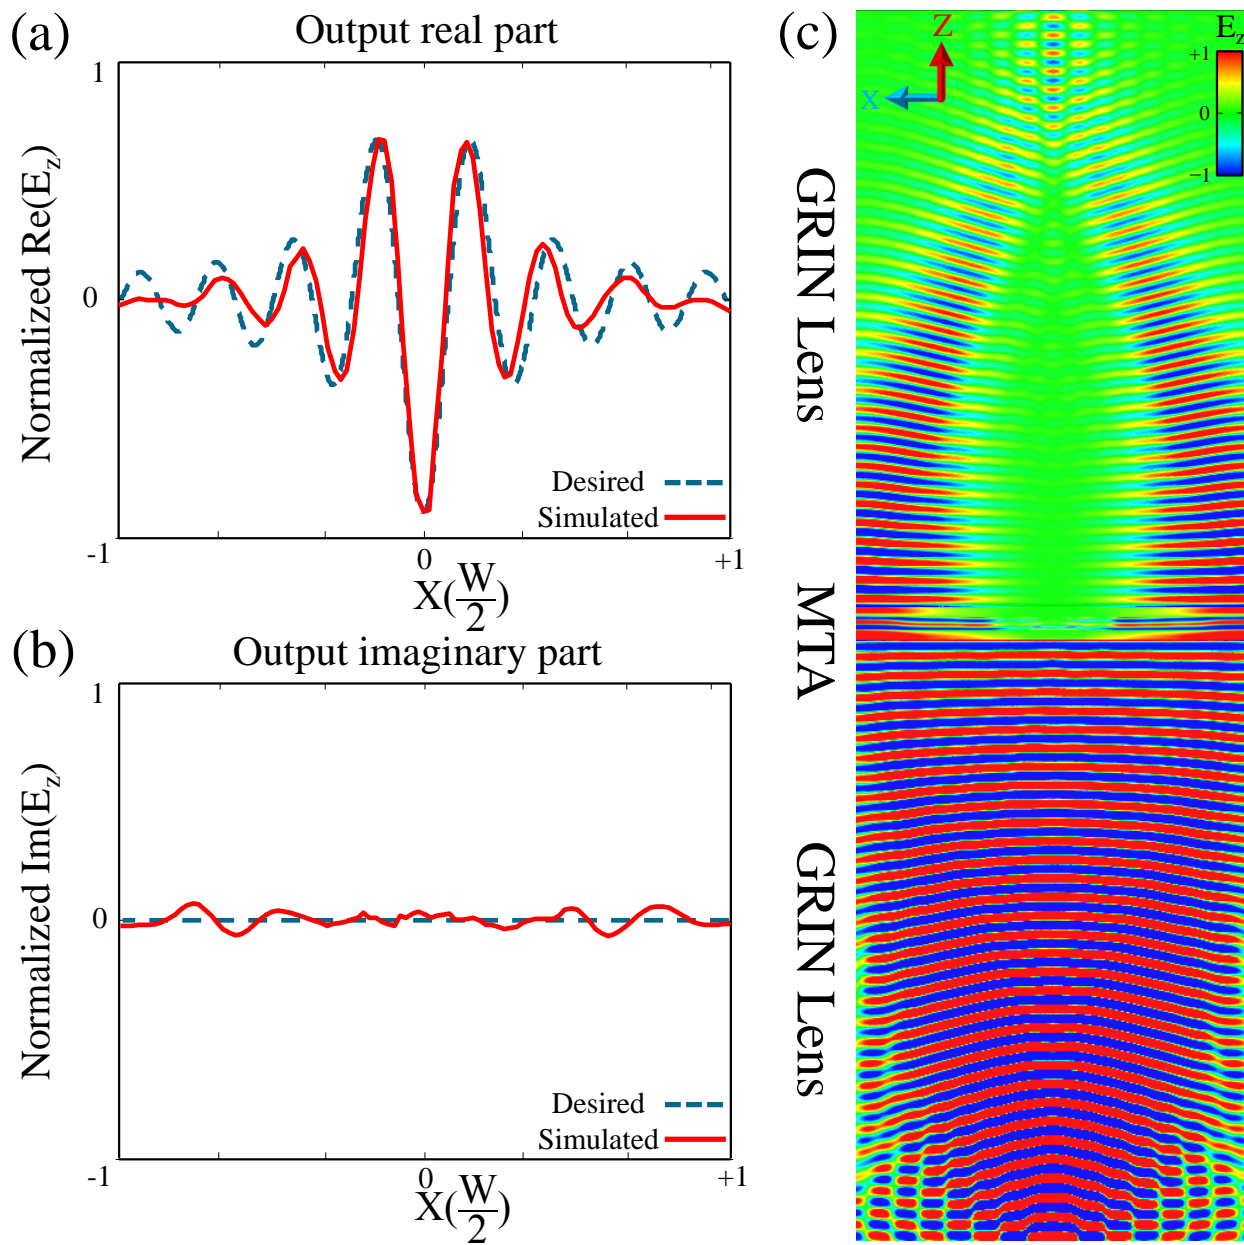 (a)
Output real part
1
0
-1
Normalized Re(E_z)
Desired
Simulated
0
+1
X(W/2)
(b)
Output imaginary part
1
0
-1
Normalized Im(E_z)
Desired
Simulated
0
+1
X(W/2)
(c)
Z
X
E_z
+1
0
−1
GRIN Lens
MTA
GRIN Lens